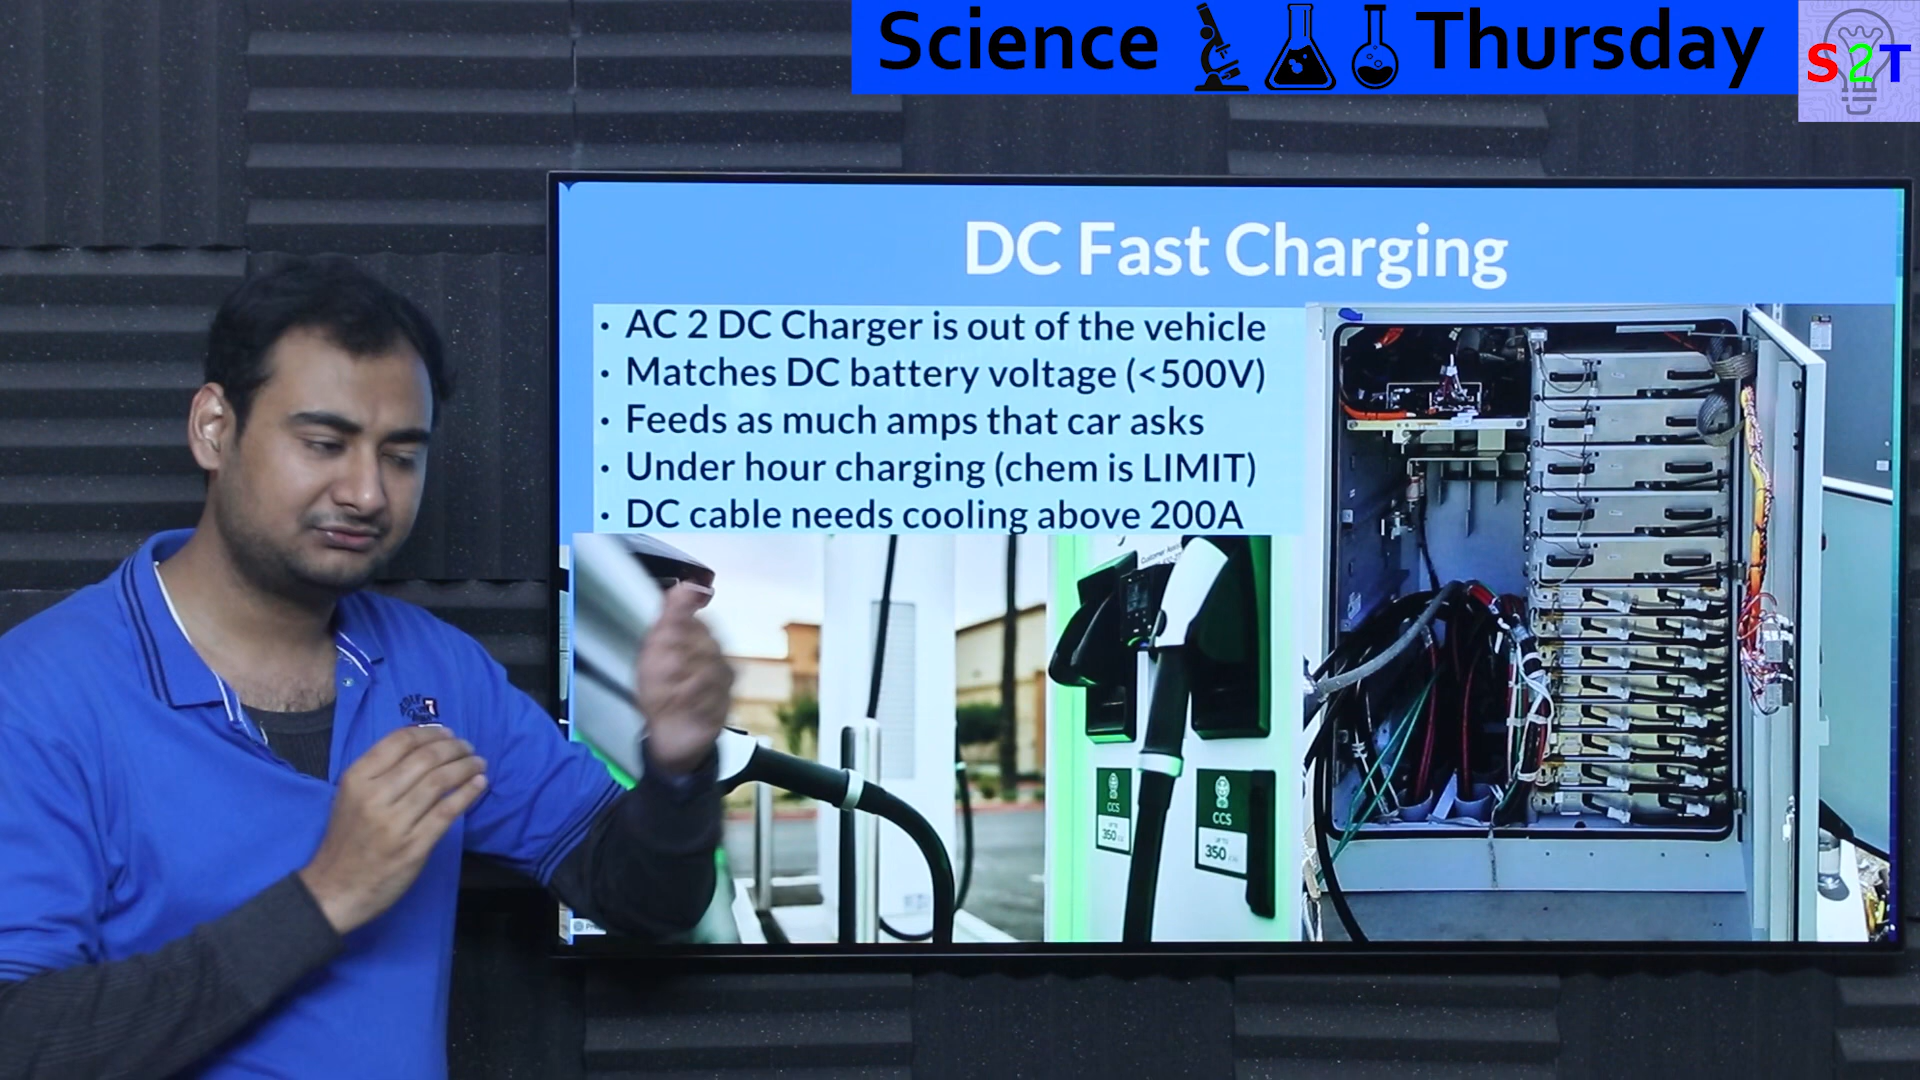 Science Thursday
S2T
DC Fast Charging
• AC 2 DC Charger is out of the vehicle
• Matches DC battery voltage (<500V)
• Feeds as much amps that car asks
• Under hour charging (chem is LIMIT)
• DC cable needs cooling above 200A
CCS
350
CCS
UP TO
350